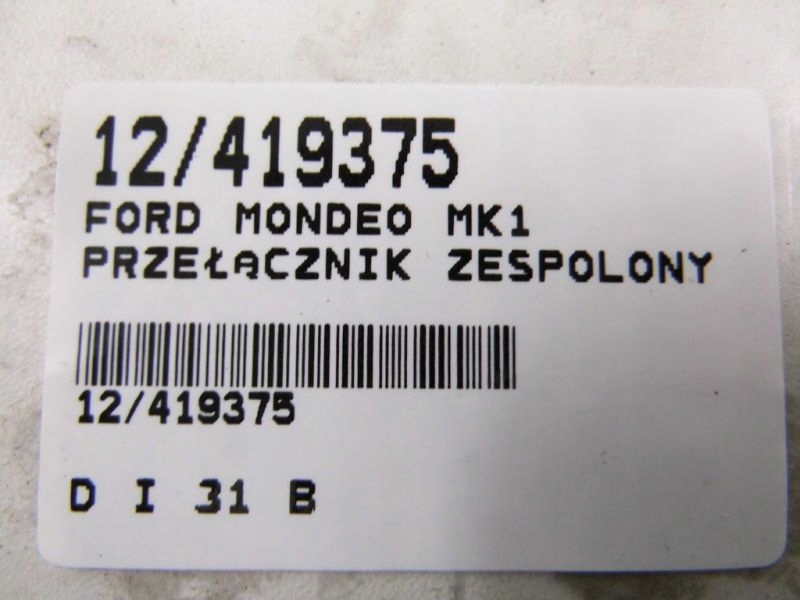 12/419375
FORD MONDEO MK1
PRZEŁĄCZNIK ZESPOLONY
12/419375
D I 31 B